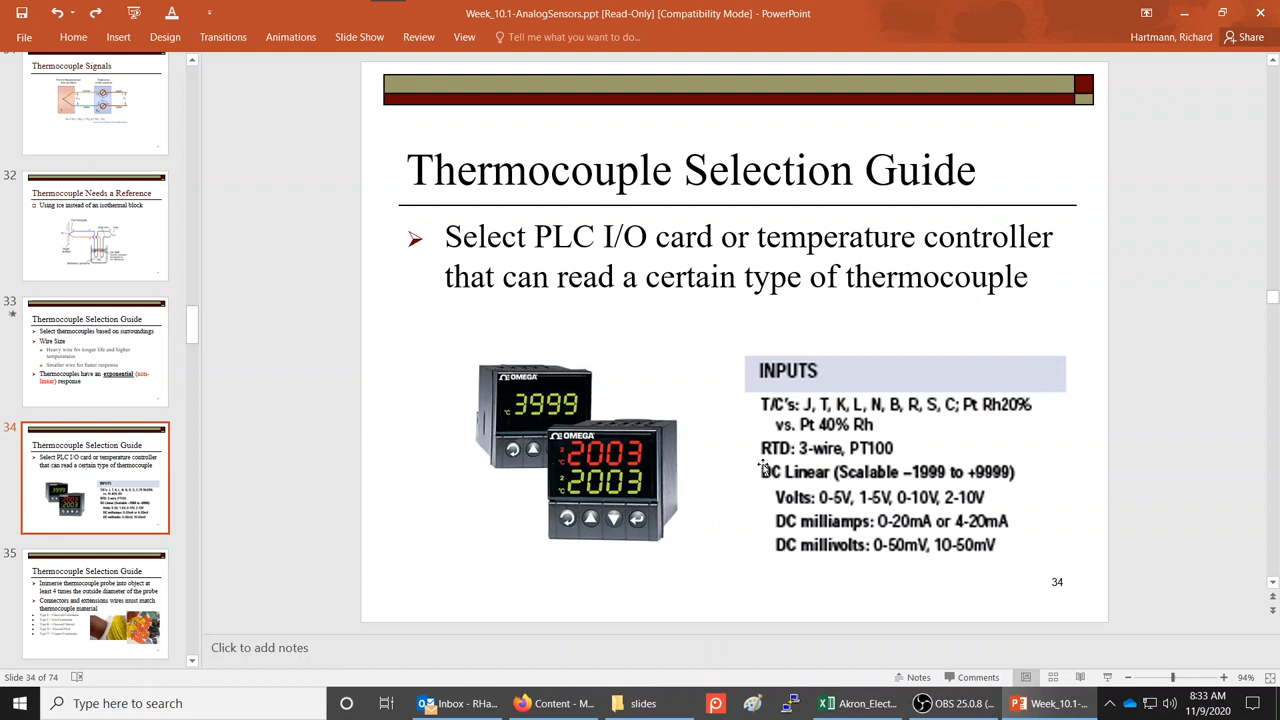 Week_10.1-AnalogSensors.ppt [Read-Only] [Compatibility Mode] - PowerPoint
File Home Insert Design Transitions Animations Slide Show Review View Tell me what you want to do... Hartmann, Richard Share
Thermocouple Signals
32
Thermocouple Needs a Reference
Using ice instead of an isothermal block
33
Thermocouple Selection Guide
Select thermocouples based on surroundings
Wire Size
Heavy wire for longer life and higher
temperatures
Smaller wire for faster response
Thermocouples have an exponential (non-
linear) response
34
Thermocouple Selection Guide
Select PLC I/O card or temperature controller
that can read a certain type of thermocouple
35
Thermocouple Selection Guide
Immerse thermocouple probe into object at
least 4 times the outside diameter of the probe
Connectors and extensions wires must match
thermocouple material
Thermocouple Selection Guide
Select PLC I/O card or temperature controller
that can read a certain type of thermocouple
OMEGA
°C 3999
OMEGA
2003
°C 2003
INPUTS
T/C's: J, T, K, L, N, B, R, S, C; Pt Rh20%
vs. Pt 40% Rh
RTD: 3-wire, PT100
DC Linear (Scalable –1999 to +9999)
Volts: 0-5V, 1-5V, 0-10V, 2-10V
DC milliamps: 0-20mA or 4-20mA
DC millivolts: 0-50mV, 10-50mV
34
Click to add notes
Slide 34 of 74 Notes Comments 94%
Type here to search Inbox - RHa... Content - M... slides Akron_Elect... OBS 25.0.8 (... Week_10.1-... 8:33 AM
11/9/2020